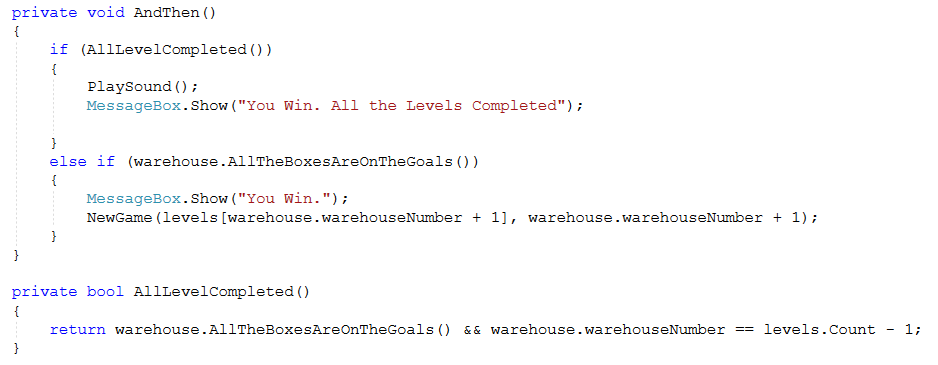 private void AndThen()
{
if (AllLevelCompleted())
{
PlaySound();
MessageBox.Show("You Win. All the Levels Completed");
}
else if (warehouse.AllTheBoxesAreOnTheGoals())
{
MessageBox.Show("You Win.");
NewGame(levels[warehouse.warehouseNumber + 1], warehouse.warehouseNumber + 1);
}
}
private bool AllLevelCompleted()
{
return warehouse.AllTheBoxesAreOnTheGoals() && warehouse.warehouseNumber == levels.Count - 1;
}